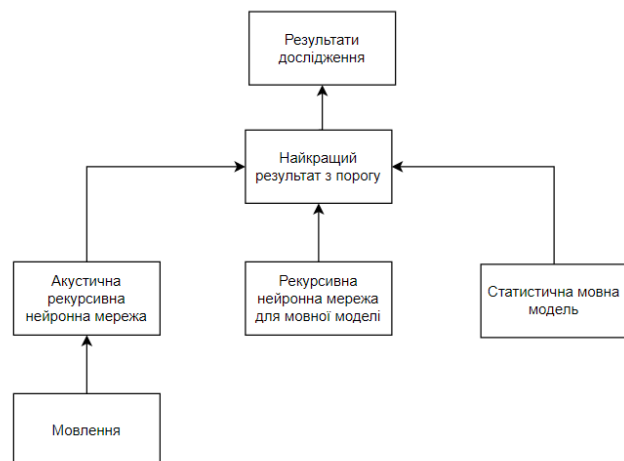 Результати
дослідження
Найкращий
результат з порогу
Акустична
рекурсивна
нейронна мережа
Рекурсивна
нейронна мережа
для мовної моделі
Статистична мовна
модель
Мовлення